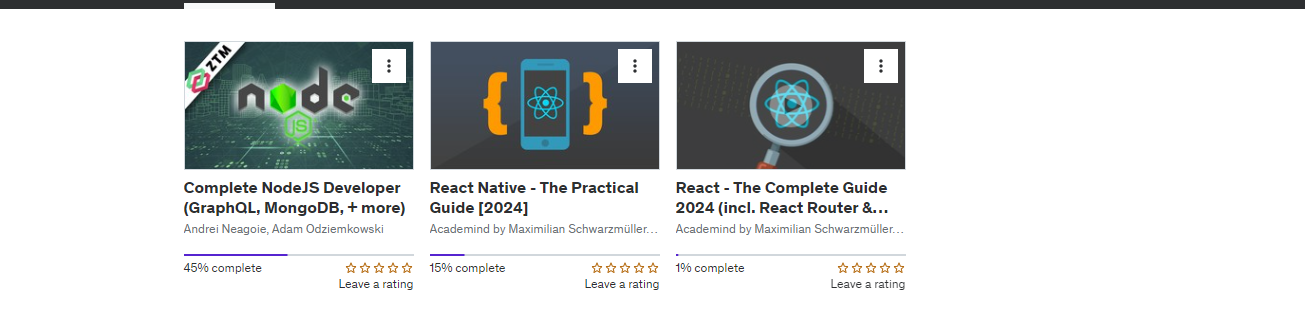 ZTM
node
JS
Complete NodeJS Developer
(GraphQL, MongoDB, + more)
Andrei Neagoie, Adam Odziemkowski
45% complete
Leave a rating
React Native - The Practical
Guide [2024]
Academind by Maximilian Schwarzmüller...
15% complete
Leave a rating
React - The Complete Guide
2024 (incl. React Router &...
Academind by Maximilian Schwarzmüller...
1% complete
Leave a rating